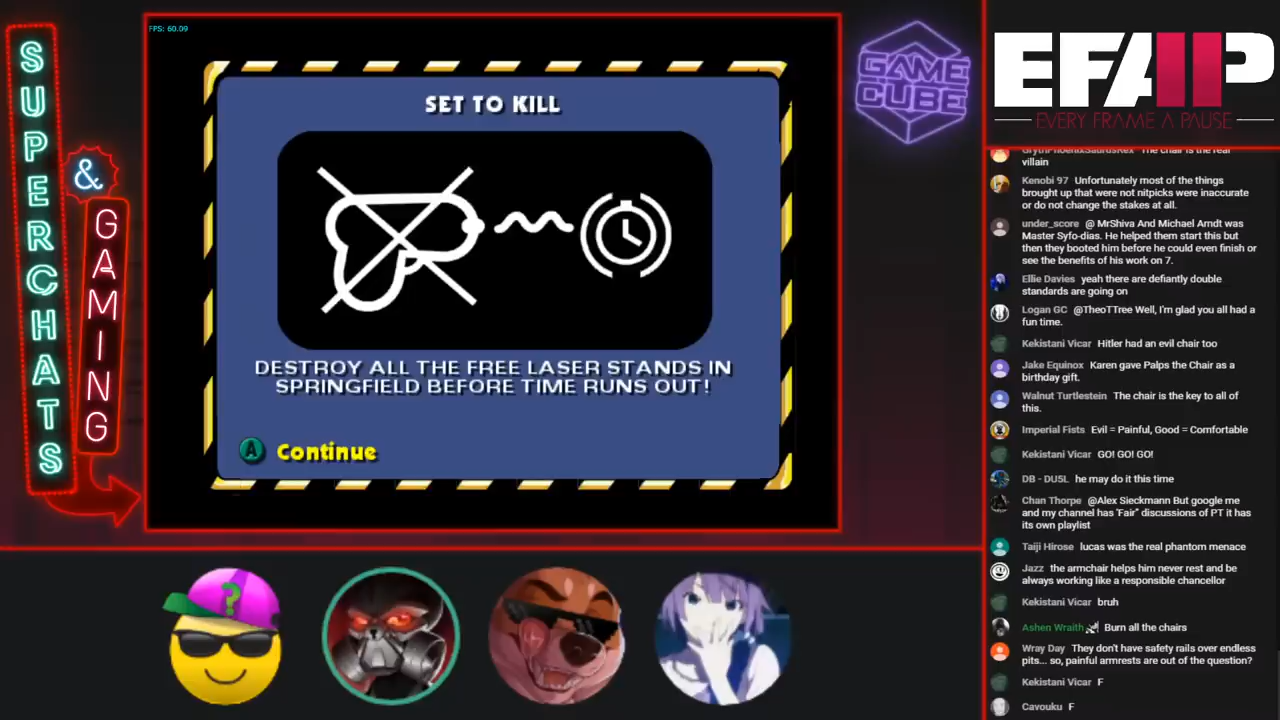 FPS: 60.09
SUPERCHATS
&
GAMING
SET TO KILL
DESTROY ALL THE FREE LASER STANDS IN
SPRINGFIELD BEFORE TIME RUNS OUT!
A Continue
GAME
CUBE
?
EFAP
EVERY FRAME A PAUSE
The chair is the real
villain
Kenobi 97 Unfortunately most of the things
brought up that were not nitpicks were inaccurate
or do not change the stakes at all.
under_score @ MrShiva And Michael Arndt was
Master Syfo-dias. He helped them start this but
then they booted him before he could even finish or
see the benefits of his work on 7.
Ellie Davies yeah there are defiantly double
standards are going on
Logan GC @TheoTTree Well, I'm glad you all had a
fun time.
Kekistani Vicar Hitler had an evil chair too
Jake Equinox Karen gave Palps the Chair as a
birthday gift.
Walnut Turtlestein The chair is the key to all of
this.
Imperial Fists Evil = Painful, Good = Comfortable
Kekistani Vicar GO! GO! GO!
DB - DU5L he may do it this time
Chan Thorpe @Alex Sieckmann But google me
and my channel has 'Fair" discussions of PT it has
its own playlist
Taiji Hirose lucas was the real phantom menace
Jazz the armchair helps him never rest and be
always working like a responsible chancellor
Kekistani Vicar bruh
Ashen Wraith Burn all the chairs
Wray Day They don't have safety rails over endless
pits... so, painful armrests are out of the question?
Kekistani Vicar F
Cavouku F